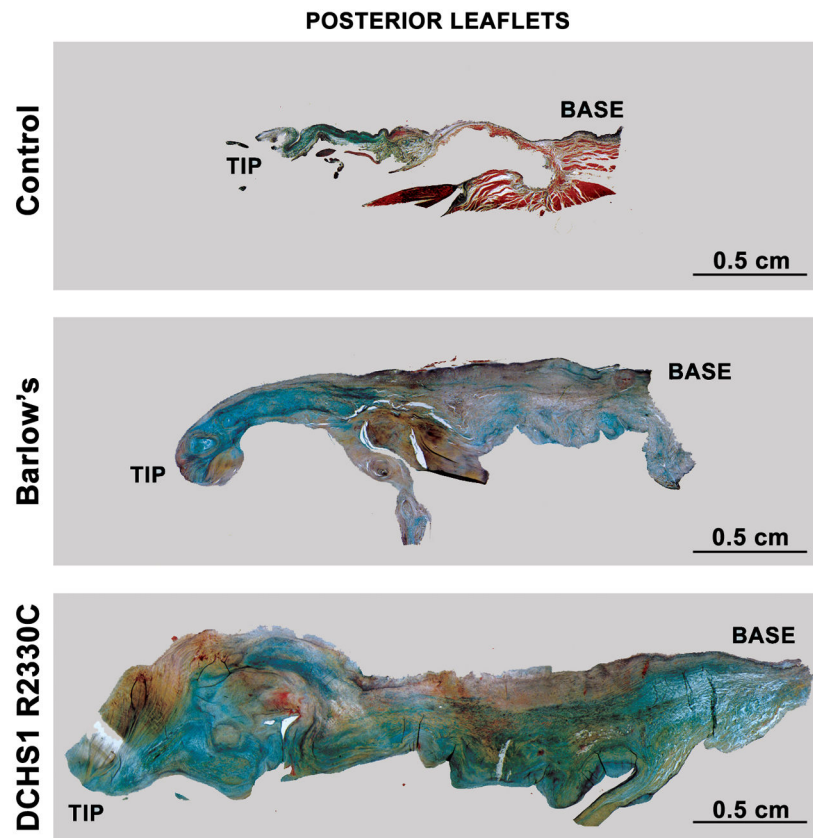 POSTERIOR LEAFLETS
Control
TIP
BASE
0.5 cm
Barlow's
TIP
BASE
0.5 cm
DCHS1 R2330C
TIP
BASE
0.5 cm